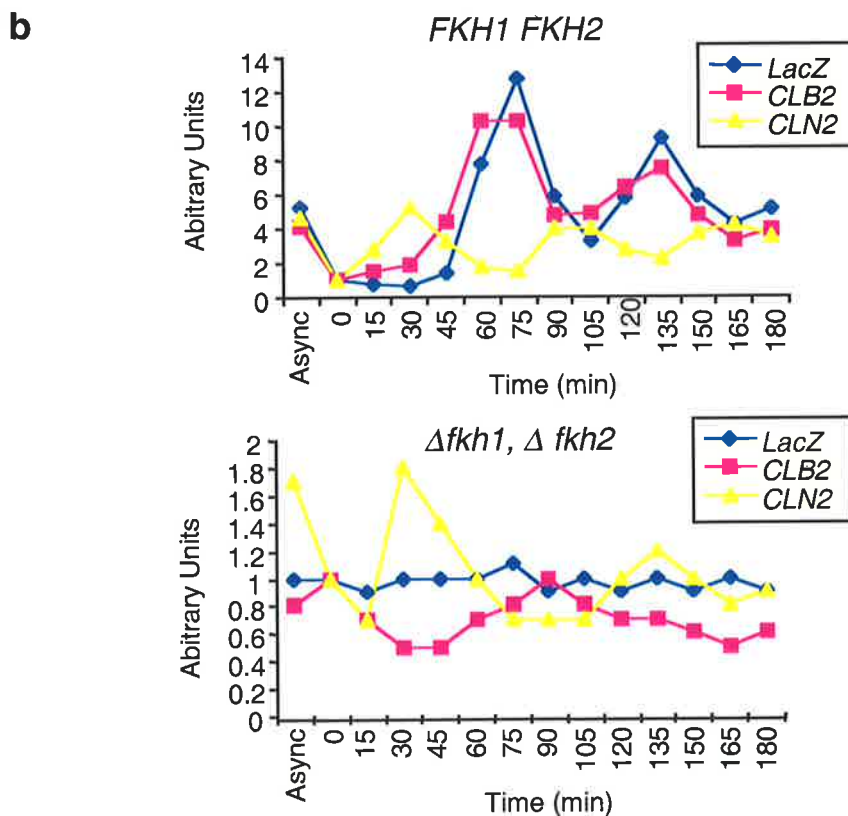 b
FKH1 FKH2
LacZ
CLB2
CLN2
Abitrary Units
14
12
10
8
6
4
2
0
Async 0 15 30 45 60 75 90 105 120 135 150 165 180
Time (min)
Δfkh1, Δ fkh2
LacZ
CLB2
CLN2
Abitrary Units
2
1.8
1.6
1.4
1.2
1
0.8
0.6
0.4
0.2
0
Async 0 15 30 45 60 75 90 105 120 135 150 165 180
Time (min)